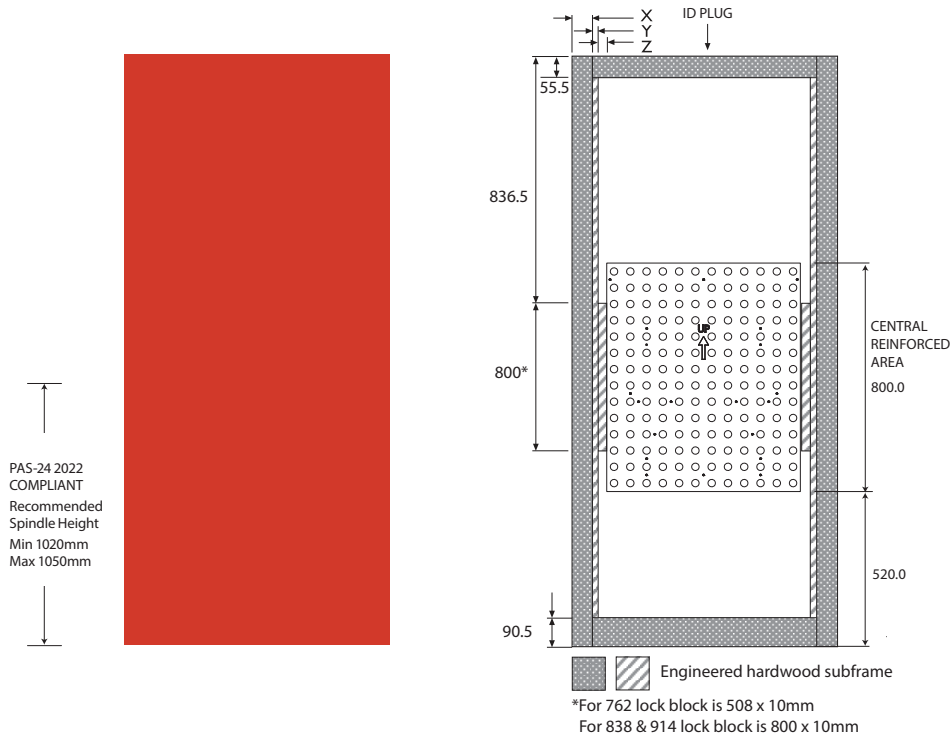 X
Y
Z
ID PLUG
55.5
836.5
800*
UP
CENTRAL
REINFORCED
AREA
800.0
PAS-24 2022
COMPLIANT
Recommended
Spindle Height
Min 1020mm
Max 1050mm
520.0
90.5
Engineered hardwood subframe
*For 762 lock block is 508 x 10mm
For 838 & 914 lock block is 800 x 10mm